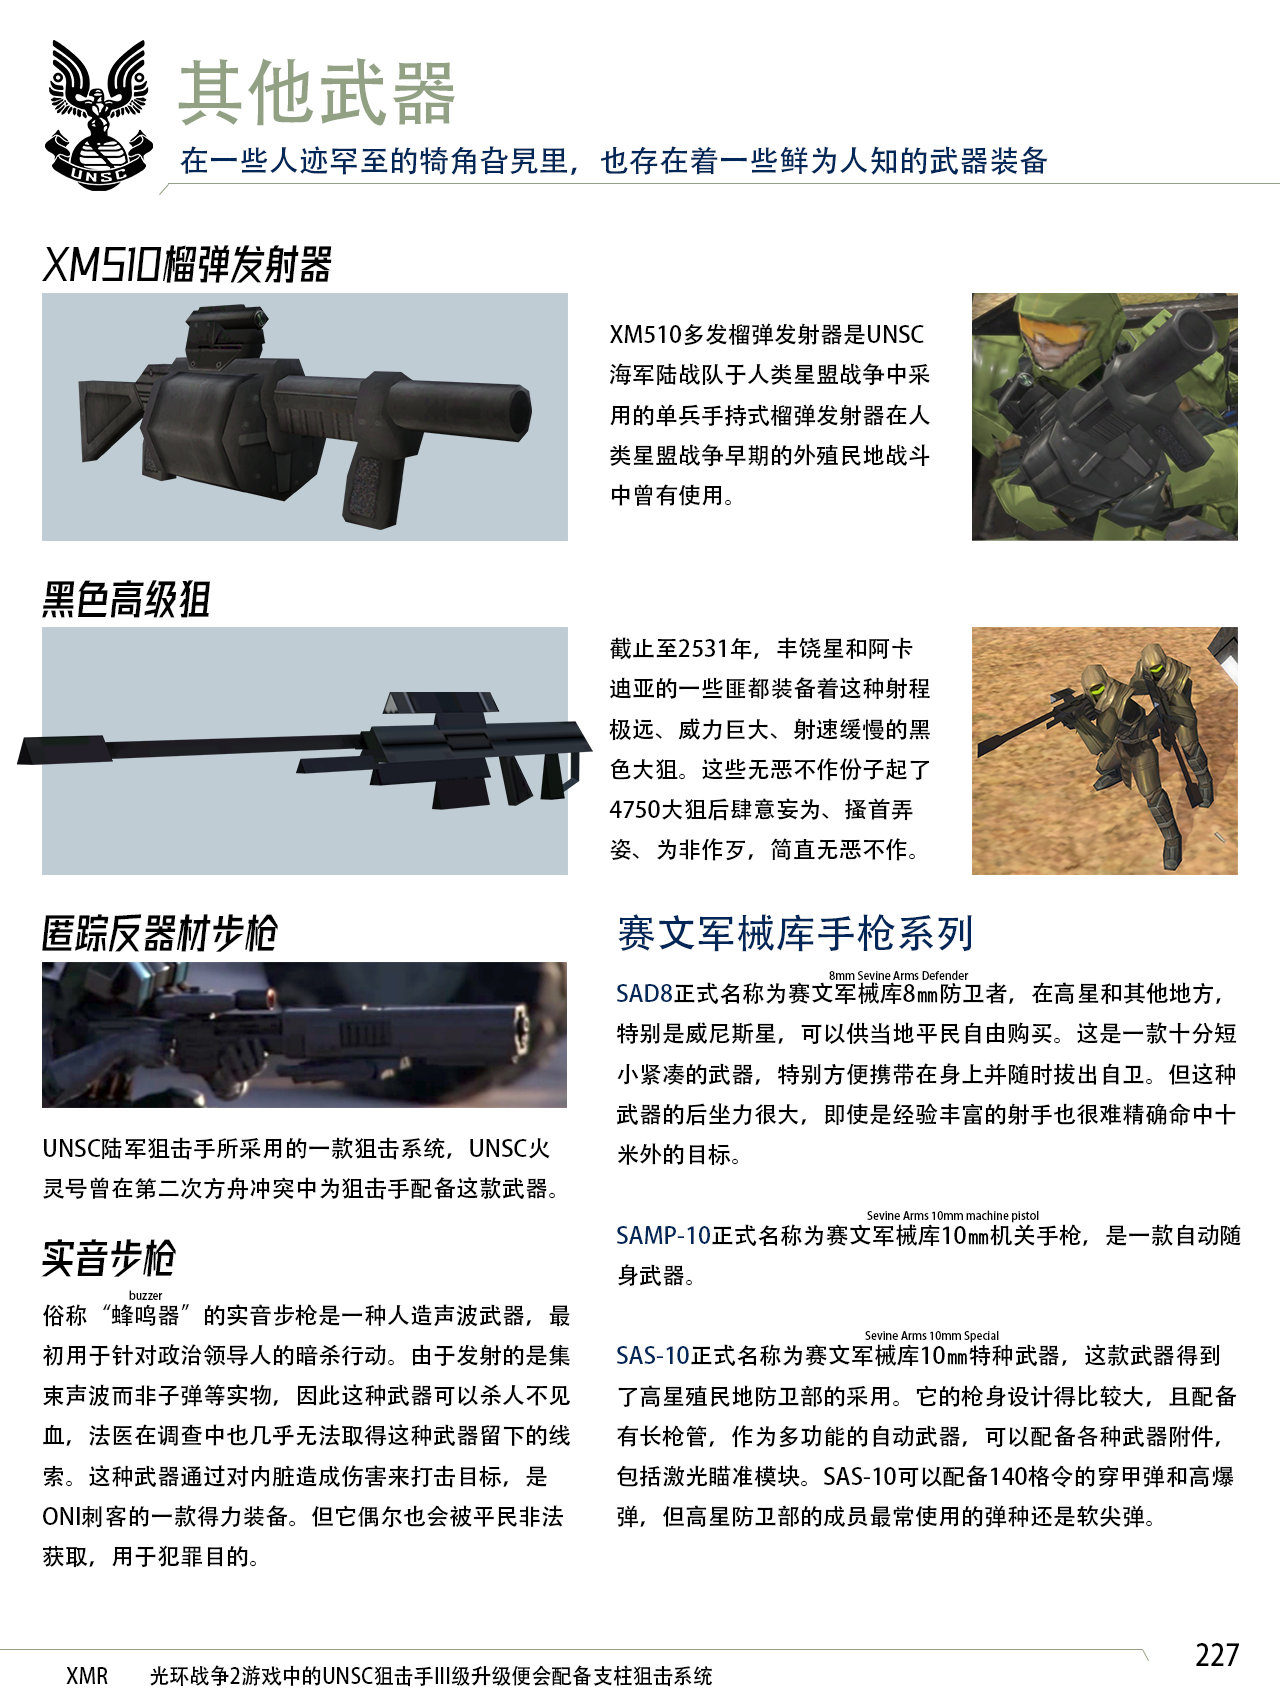 UNSC
其他武器
在一些人迹罕至的犄角旮旯里，也存在着一些鲜为人知的武器装备
XM510榴弹发射器
XM510多发榴弹发射器是UNSC
海军陆战队于人类星盟战争中采
用的单兵手持式榴弹发射器在人
类星盟战争早期的外殖民地战斗
中曾有使用。
黑色高级狙
截止至2531年，丰饶星和阿卡
迪亚的一些匪都装备着这种射程
极远、威力巨大、射速缓慢的黑
色大狙。这些无恶不作份子起了
4750大狙后肆意妄为、搔首弄
姿、为非作歹，简直无恶不作。
匿踪反器材步枪
UNSC陆军狙击手所采用的一款狙击系统，UNSC火
灵号曾在第二次方舟冲突中为狙击手配备这款武器。
实音步枪
buzzer
俗称“蜂鸣器”的实音步枪是一种人造声波武器，最
初用于针对政治领导人的暗杀行动。由于发射的是集
束声波而非子弹等实物，因此这种武器可以杀人不见
血，法医在调查中也几乎无法取得这种武器留下的线
索。这种武器通过对内脏造成伤害来打击目标，是
ONI刺客的一款得力装备。但它偶尔也会被平民非法
获取，用于犯罪目的。
赛文军械库手枪系列
8mm Sevine Arms Defender
SAD8正式名称为赛文军械库8㎜防卫者，在高星和其他地方，
特别是威尼斯星，可以供当地平民自由购买。这是一款十分短
小紧凑的武器，特别方便携带在身上并随时拔出自卫。但这种
武器的后坐力很大，即使是经验丰富的射手也很难精确命中十
米外的目标。
Sevine Arms 10mm machine pistol
SAMP-10正式名称为赛文军械库10㎜机关手枪，是一款自动随
身武器。
Sevine Arms 10mm Special
SAS-10正式名称为赛文军械库10㎜特种武器，这款武器得到
了高星殖民地防卫部的采用。它的枪身设计得比较大，且配备
有长枪管，作为多功能的自动武器，可以配备各种武器附件，
包括激光瞄准模块。SAS-10可以配备140格令的穿甲弹和高爆
弹，但高星防卫部的成员最常使用的弹种还是软尖弹。
XMR 光环战争2游戏中的UNSC狙击手III级升级便会配备支柱狙击系统
227